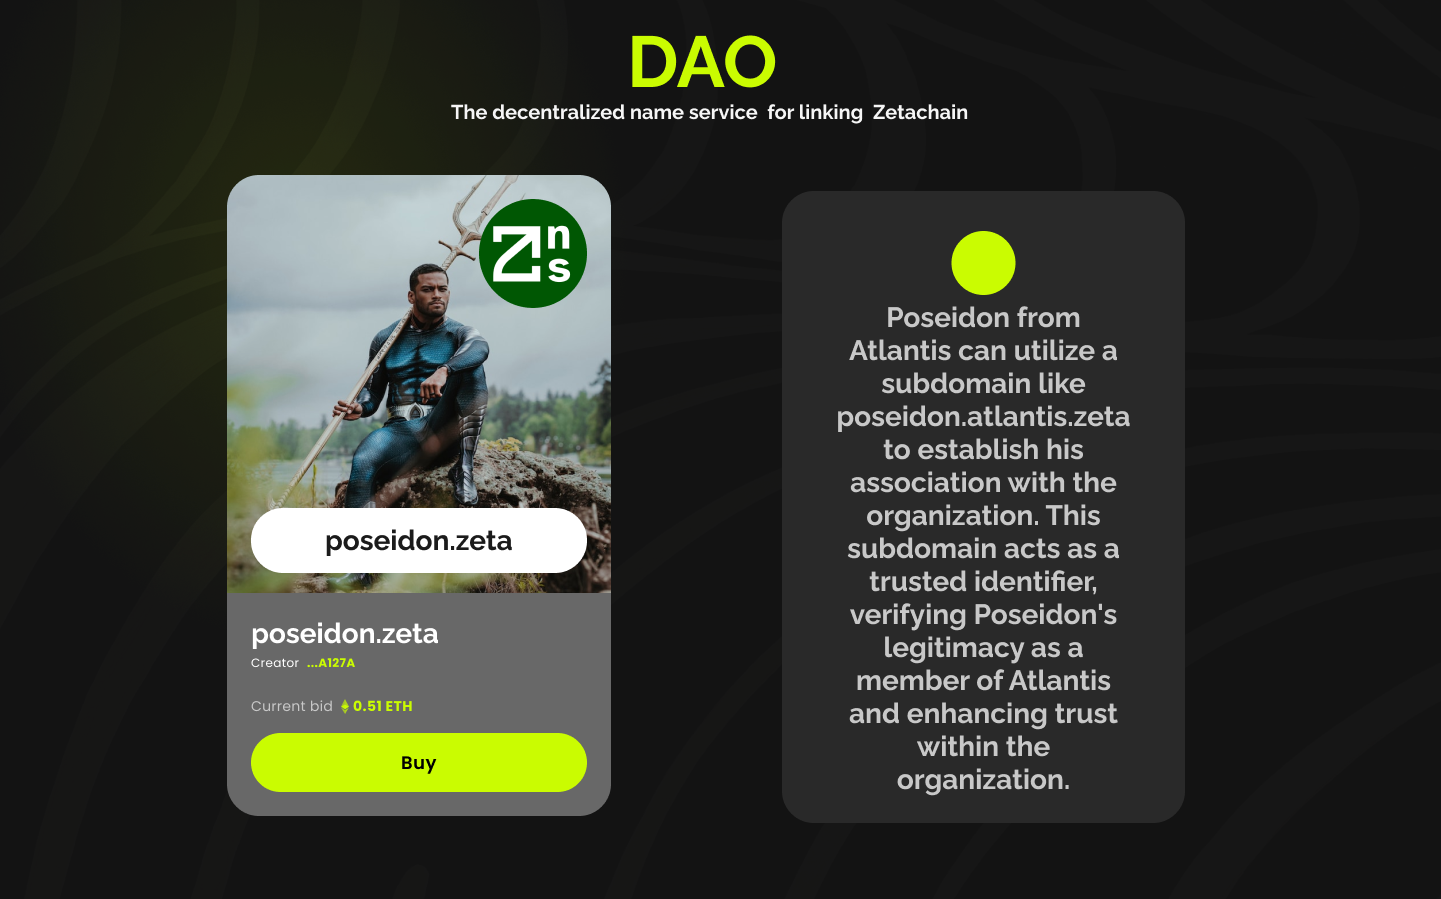 DAO
The decentralized name service for linking Zetachain
Zns
poseidon.zeta
poseidon.zeta
Creator ...A127A
Current bid 0.51 ETH
Buy
Poseidon from
Atlantis can utilize a
subdomain like
poseidon.atlantis.zeta
to establish his
association with the
organization. This
subdomain acts as a
trusted identifier,
verifying Poseidon's
legitimacy as a
member of Atlantis
and enhancing trust
within the
organization.